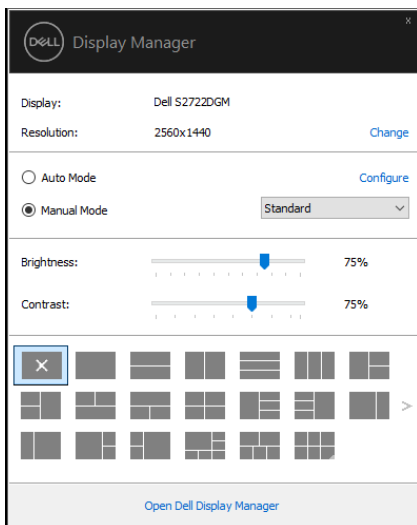 x
DELL Display Manager
Display: Dell S2722DGM
Resolution: 2560x1440 Change
Auto Mode Configure
Manual Mode Standard
Brightness: 75%
Contrast: 75%
Open Dell Display Manager